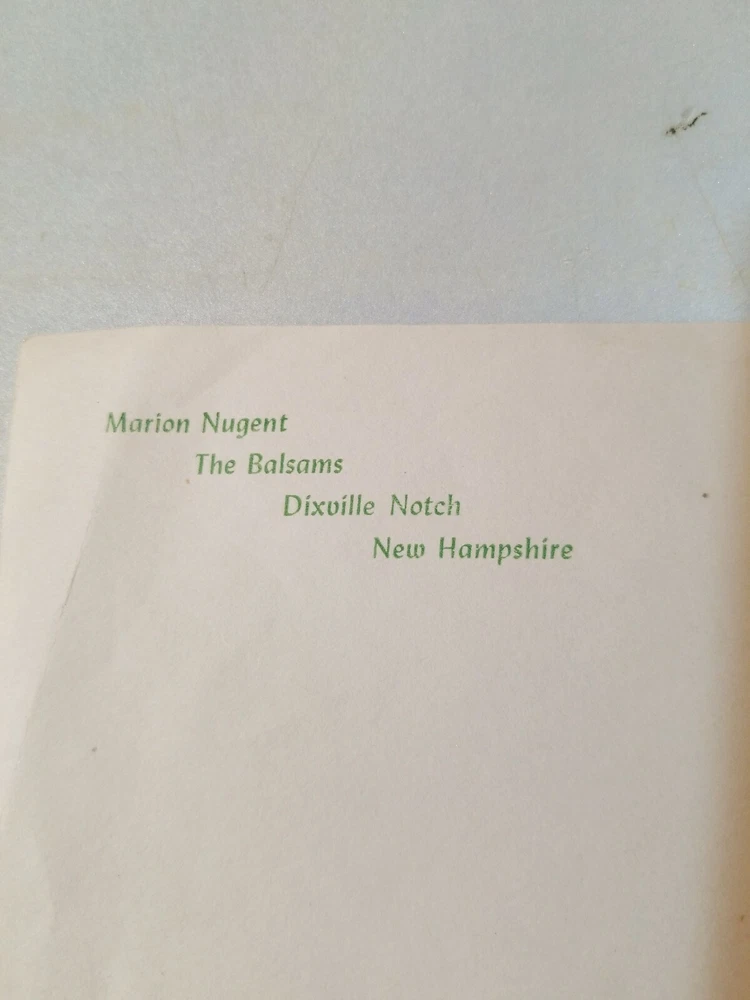 Marion Nugent
The Balsams
Dixville Notch
New Hampshire